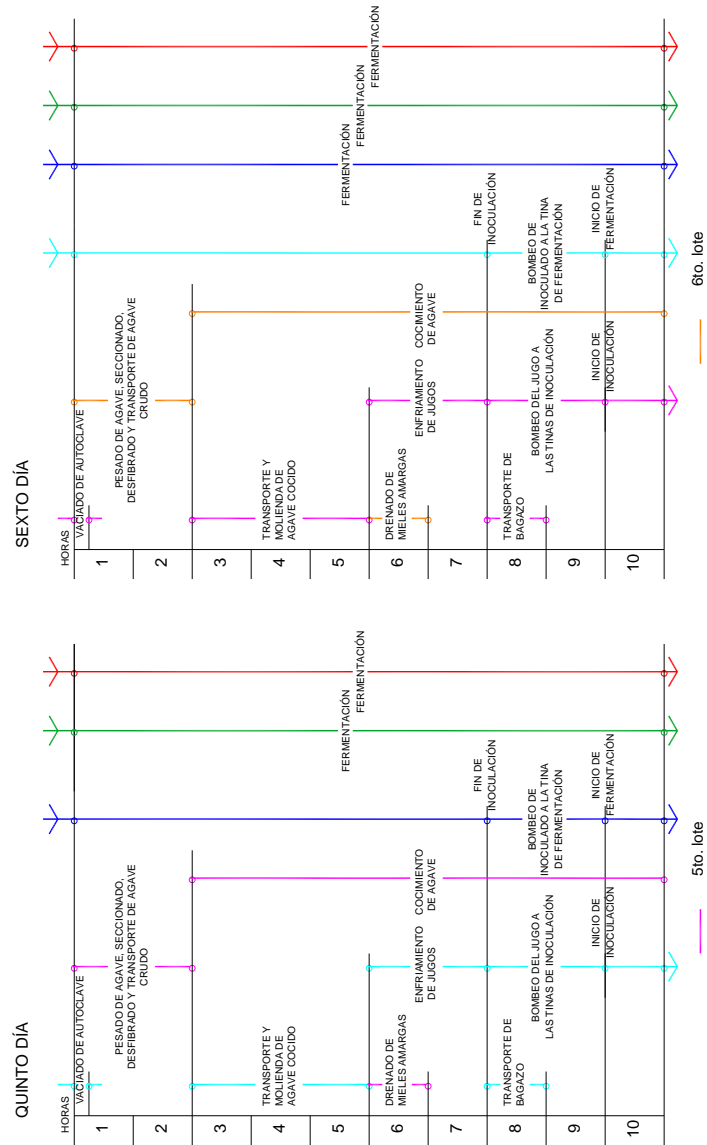 QUINTO DÍA
HORAS
1
2
3
4
5
6
7
8
9
10
VACIADO DE AUTOCLAVE
PESADO DE AGAVE, SECCIONADO,
DESFIBRADO Y TRANSPORTE DE AGAVE
CRUDO
TRANSPORTE Y
MOLIENDA DE
AGAVE COCIDO
DRENADO DE
MIELES AMARGAS
TRANSPORTE DE
BAGAZO
ENFRIAMIENTO
DE JUGOS
COCIMIENTO
DE AGAVE
BOMBEO DEL JUGO A
LAS TINAS DE INOCULACIÓN
INICIO DE
INOCULACIÓN
FIN DE
INOCULACIÓN
BOMBEO DE
INOCULADO A LA TINA
DE FERMENTACIÓN
INICIO DE
FERMENTACIÓN
FERMENTACIÓN
FERMENTACIÓN
5to. lote
SEXTO DÍA
HORAS
1
2
3
4
5
6
7
8
9
10
VACIADO DE AUTOCLAVE
PESADO DE AGAVE, SECCIONADO,
DESFIBRADO Y TRANSPORTE DE AGAVE
CRUDO
TRANSPORTE Y
MOLIENDA DE
AGAVE COCIDO
DRENADO DE
MIELES AMARGAS
TRANSPORTE DE
BAGAZO
ENFRIAMIENTO
DE JUGOS
COCIMIENTO
DE AGAVE
BOMBEO DEL JUGO A
LAS TINAS DE INOCULACIÓN
INICIO DE
INOCULACIÓN
FIN DE
INOCULACIÓN
BOMBEO DE
INOCULADO A LA TINA
DE FERMENTACIÓN
INICIO DE
FERMENTACIÓN
FERMENTACIÓN
FERMENTACIÓN
FERMENTACIÓN
6to. lote